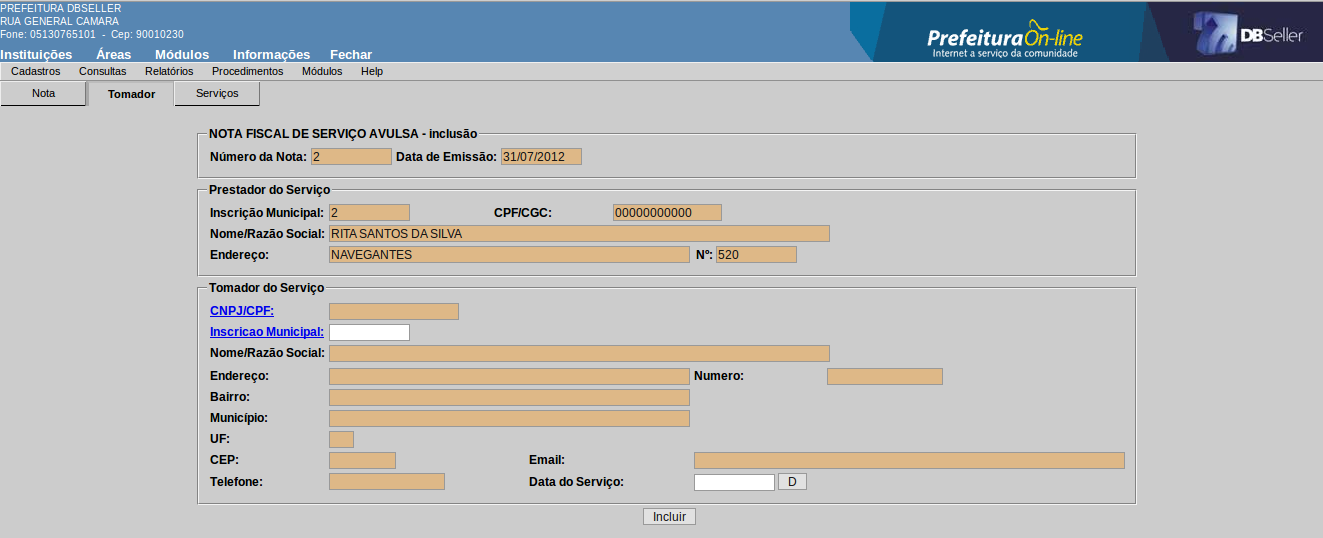 PREFEITURA DBSELLER
RUA GENERAL CAMARA
Fone: 05130765101 - Cep: 90010230
PrefeituraOn-line
Internet a serviço da comunidade
DBSeller
Instituições Áreas Módulos Informações Fechar
Cadastros Consultas Relatórios Procedimentos Módulos Help
Nota Tomador Serviços
NOTA FISCAL DE SERVIÇO AVULSA - inclusão
Número da Nota: 2 Data de Emissão: 31/07/2012
Prestador do Serviço
Inscrição Municipal: 2 CPF/CGC: 00000000000
Nome/Razão Social: RITA SANTOS DA SILVA
Endereço: NAVEGANTES Nº: 520
Tomador do Serviço
CNPJ/CPF:
Inscricao Municipal:
Nome/Razão Social:
Endereço: Numero:
Bairro:
Município:
UF:
CEP: Email:
Telefone: Data do Serviço: D
Incluir